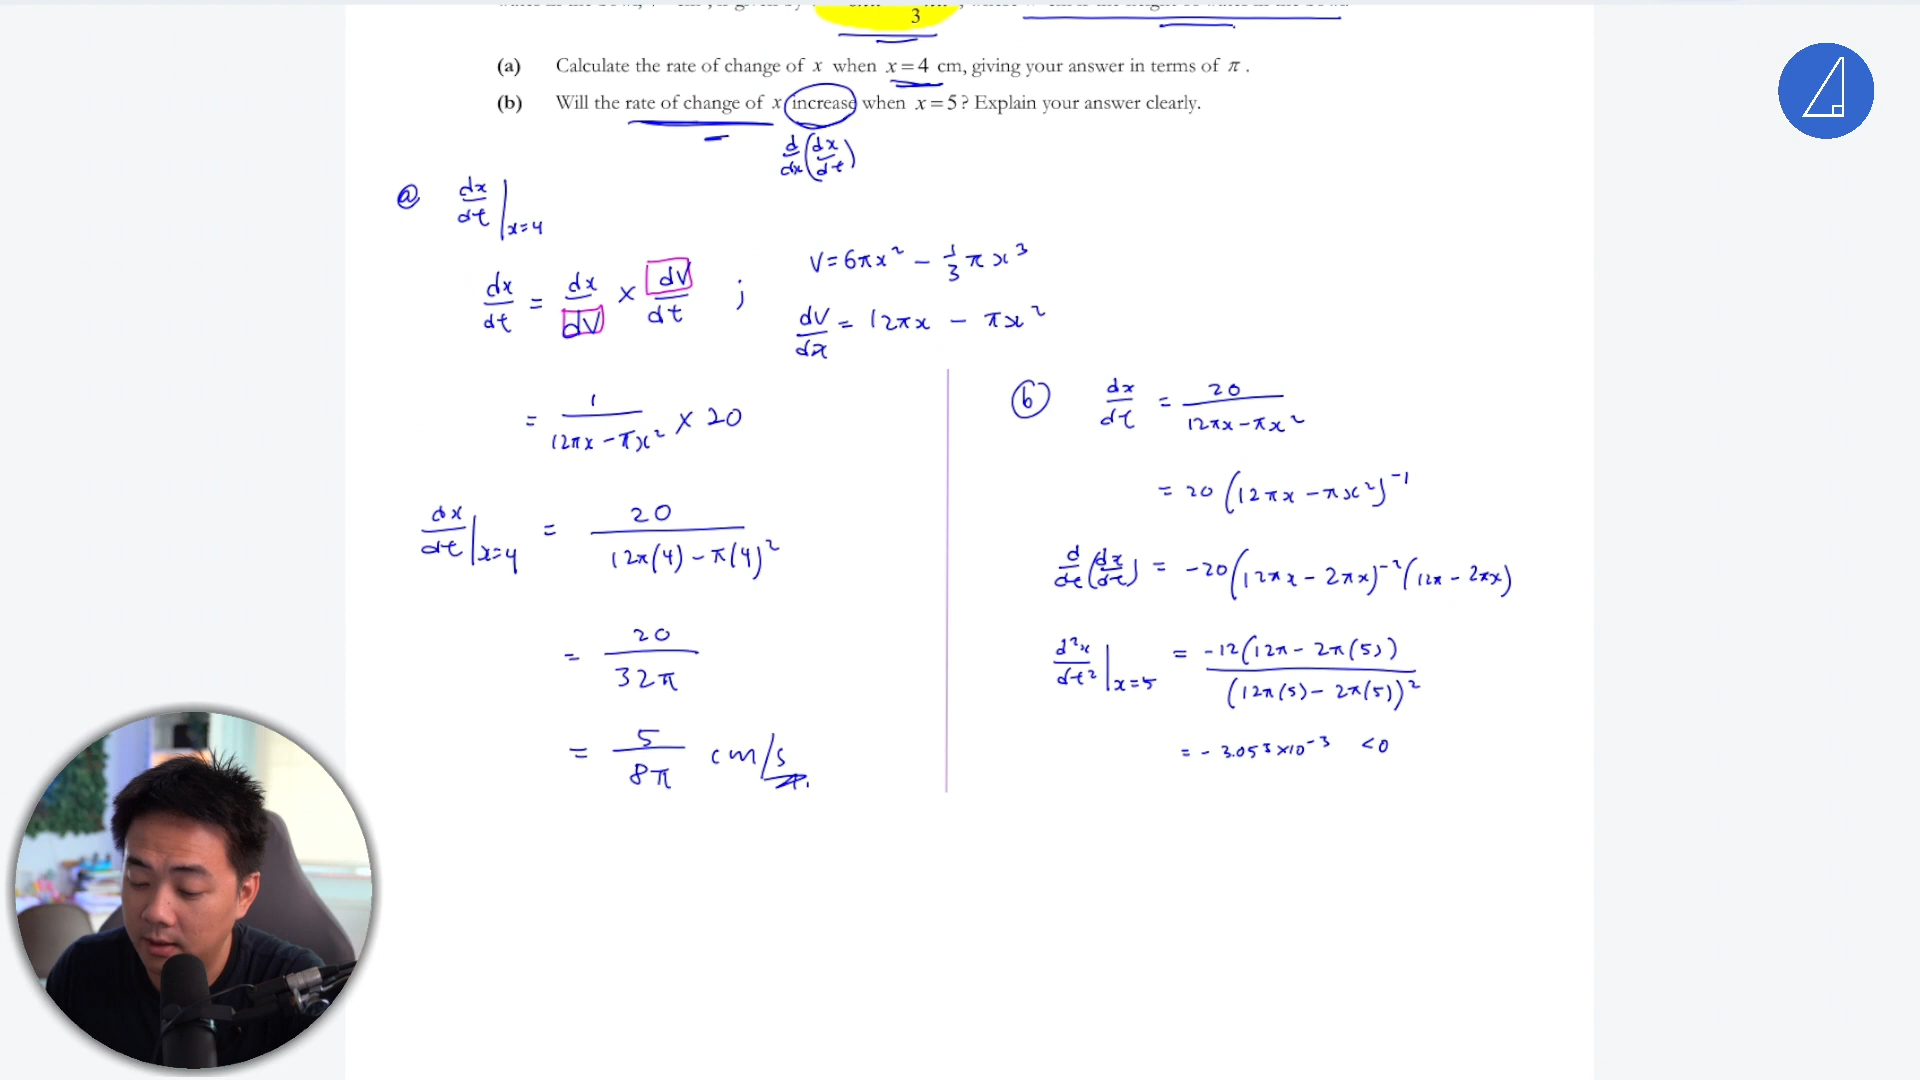 3
(a) Calculate the rate of change of x when x = 4 cm, giving your answer in terms of π.
(b) Will the rate of change of x increase when x = 5? Explain your answer clearly.
d/dx (dx/dt)
ⓐ dx/dt |x=4
dx/dt = dx/dV × dV/dt ;
V = 6πx² − 1/3 πx³
dV/dx = 12πx − πx²
= 1/(12πx − πx²) × 20
dx/dt |x=4 = 20/(12π(4) − π(4)²)
= 20/32π
= 5/8π cm/s
ⓑ dx/dt = 20/(12πx − πx²)
= 20 (12πx − πx²)⁻¹
d/dt (dx/dt) = −20 (12πx − 2πx)⁻² (12π − 2πx)
d²x/dt² |x=5 = −12(12π − 2π(5))/(12π(5) − 2π(5))²
= − 3.053×10⁻³ < 0